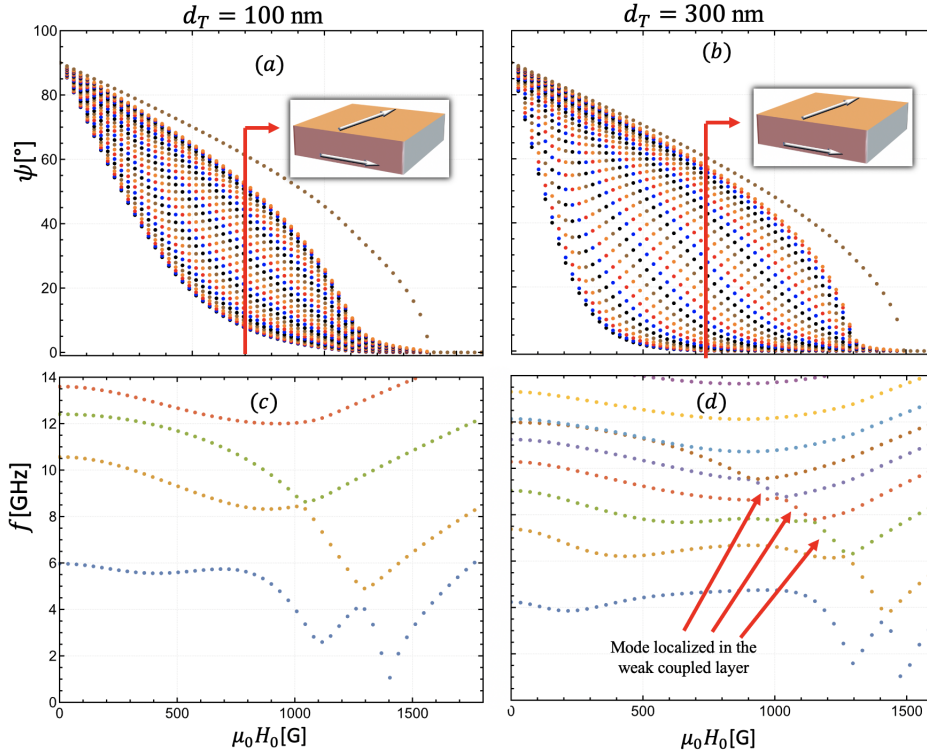 d_T = 100 nm
d_T = 300 nm
(a)
(b)
100
80
60
40
20
0
ψ[°]
(c)
(d)
14
12
10
8
6
4
2
0
f[GHz]
Mode localized in the
weak coupled layer
0
500
1000
1500
0
500
1000
1500
μ₀H₀[G]
μ₀H₀[G]